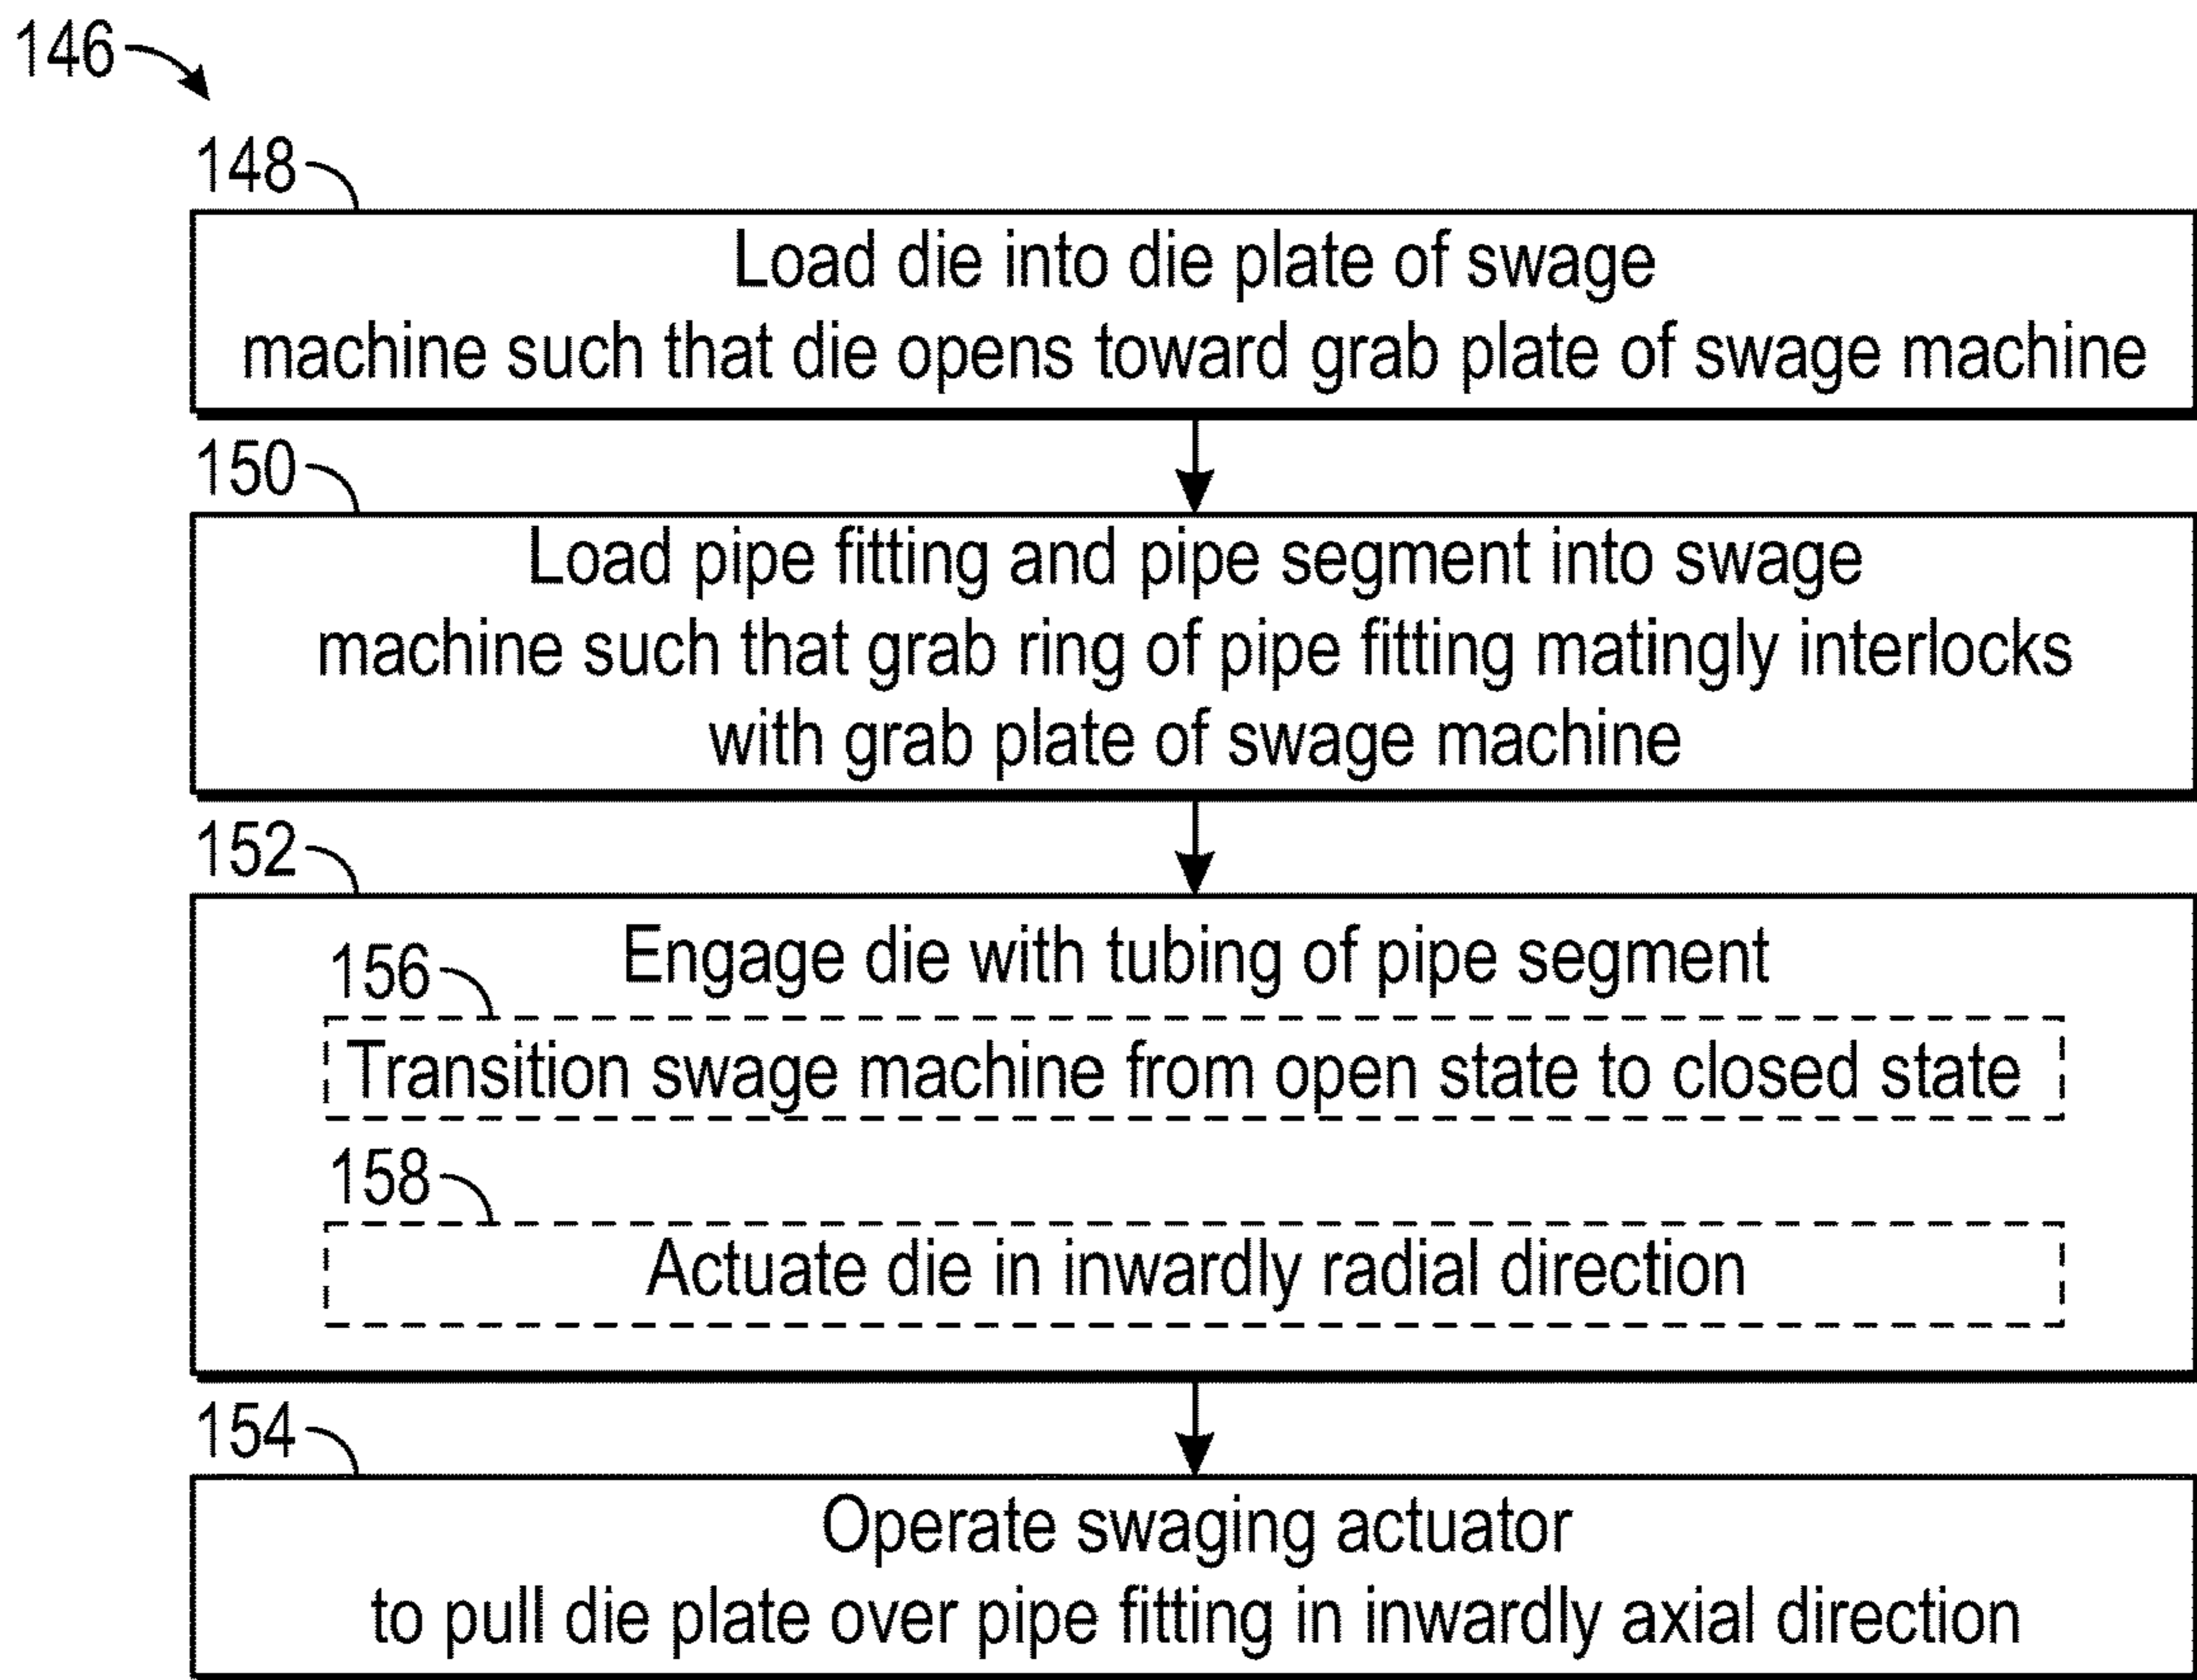 146
148
Load die into die plate of swage
machine such that die opens toward grab plate of swage machine
150
Load pipe fitting and pipe segment into swage
machine such that grab ring of pipe fitting matingly interlocks
with grab plate of swage machine
152
Engage die with tubing of pipe segment
156
Transition swage machine from open state to closed state
158
Actuate die in inwardly radial direction
154
Operate swaging actuator
to pull die plate over pipe fitting in inwardly axial direction